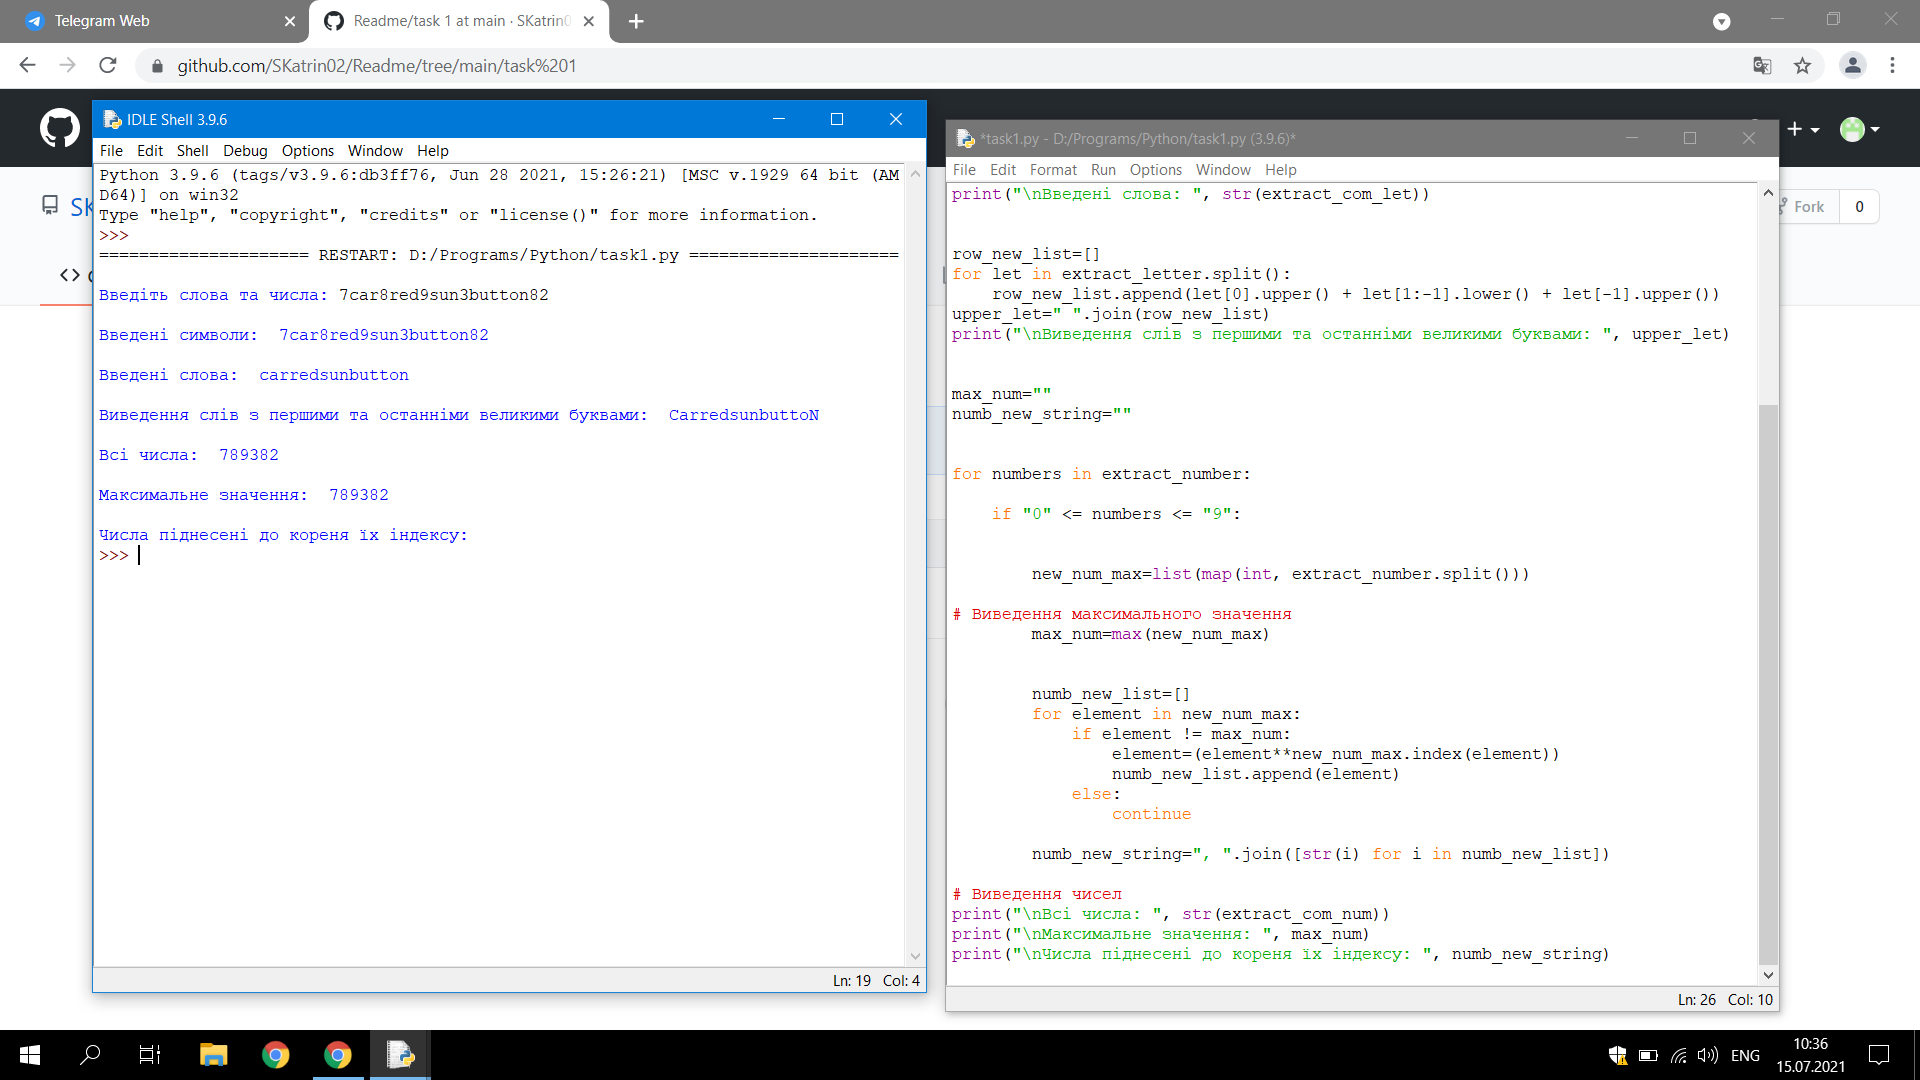 Telegram Web
Readme/task 1 at main · SKatrin0
github.com/SKatrin02/Readme/tree/main/task%201
IDLE Shell 3.9.6
File Edit Shell Debug Options Window Help
Python 3.9.6 (tags/v3.9.6:db3ff76, Jun 28 2021, 15:26:21) [MSC v.1929 64 bit (AM
D64)] on win32
Type "help", "copyright", "credits" or "license()" for more information.
>>>
===================== RESTART: D:/Programs/Python/task1.py =====================
Введіть слова та числа: 7car8red9sun3button82
Введені символи:  7car8red9sun3button82
Введені слова:  carredsunbutton
Виведення слів з першими та останніми великими буквами:  CarredsunbuttoN
Всі числа:  789382
Максимальне значення:  789382
Числа піднесені до кореня їх індексу:
>>>
Ln: 19 Col: 4
*task1.py - D:/Programs/Python/task1.py (3.9.6)*
File Edit Format Run Options Window Help
print("\nВведені слова: ", str(extract_com_let))
row_new_list=[]
for let in extract_letter.split():
    row_new_list.append(let[0].upper() + let[1:-1].lower() + let[-1].upper())
upper_let=" ".join(row_new_list)
print("\nВиведення слів з першими та останніми великими буквами: ", upper_let)
max_num=""
numb_new_string=""
for numbers in extract_number:
    if "0" <= numbers <= "9":
        new_num_max=list(map(int, extract_number.split()))
# Виведення максимального значення
        max_num=max(new_num_max)
        numb_new_list=[]
        for element in new_num_max:
            if element != max_num:
                element=(element**new_num_max.index(element))
                numb_new_list.append(element)
            else:
                continue
        numb_new_string=", ".join([str(i) for i in numb_new_list])
# Виведення чисел
print("\nВсі числа: ", str(extract_com_num))
print("\nМаксимальне значення: ", max_num)
print("\nЧисла піднесені до кореня їх індексу: ", numb_new_string)
Ln: 26 Col: 10
SK
Fork 0
ENG
10:36
15.07.2021